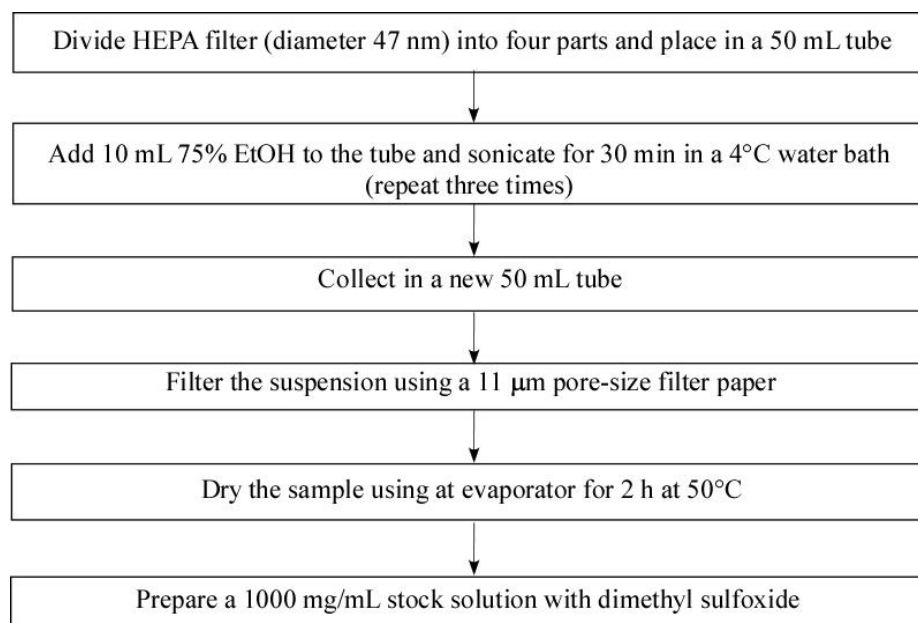 Divide HEPA filter (diameter 47 nm) into four parts and place in a 50 mL tube
Add 10 mL 75% EtOH to the tube and sonicate for 30 min in a 4°C water bath
(repeat three times)
Collect in a new 50 mL tube
Filter the suspension using a 11 μm pore-size filter paper
Dry the sample using at evaporator for 2 h at 50°C
Prepare a 1000 mg/mL stock solution with dimethyl sulfoxide